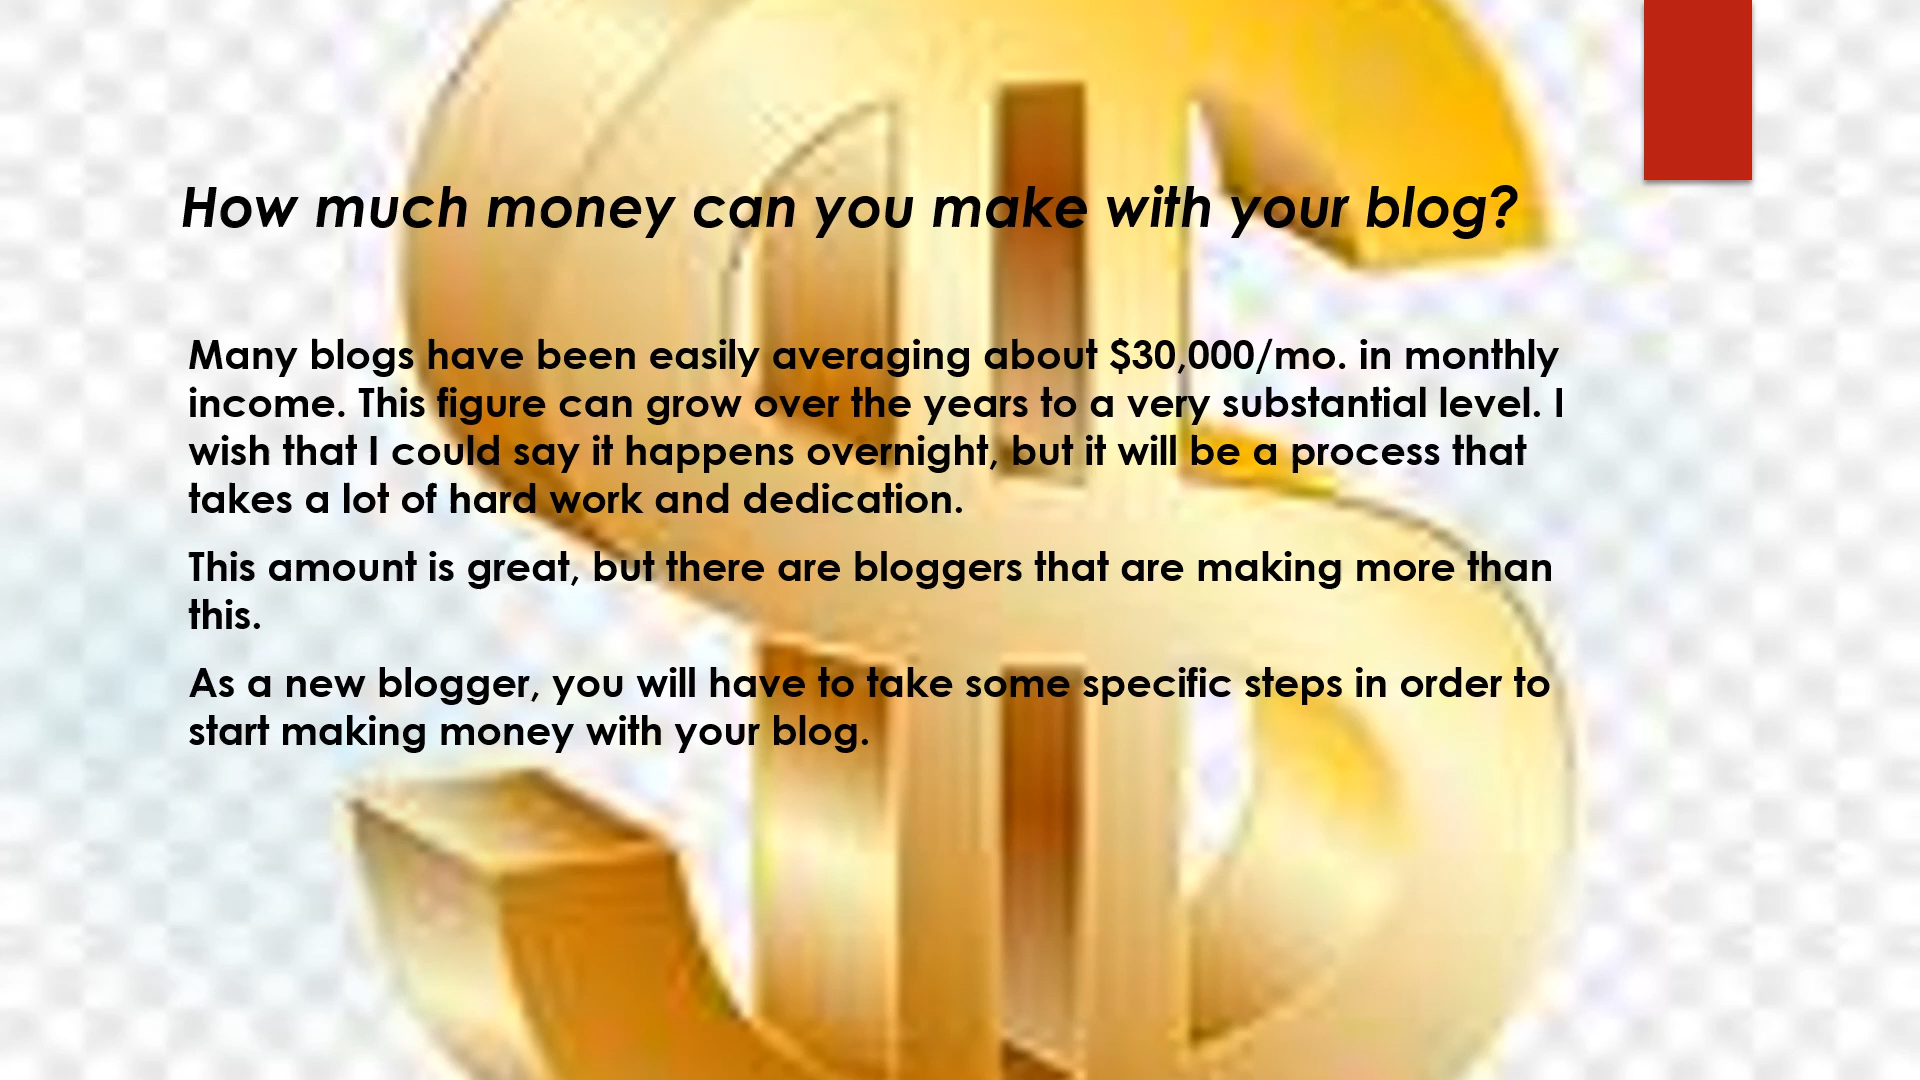 How much money can you make with your blog?
Many blogs have been easily averaging about $30,000/mo. in monthly
income. This figure can grow over the years to a very substantial level. I
wish that I could say it happens overnight, but it will be a process that
takes a lot of hard work and dedication.
This amount is great, but there are bloggers that are making more than
this.
As a new blogger, you will have to take some specific steps in order to
start making money with your blog.